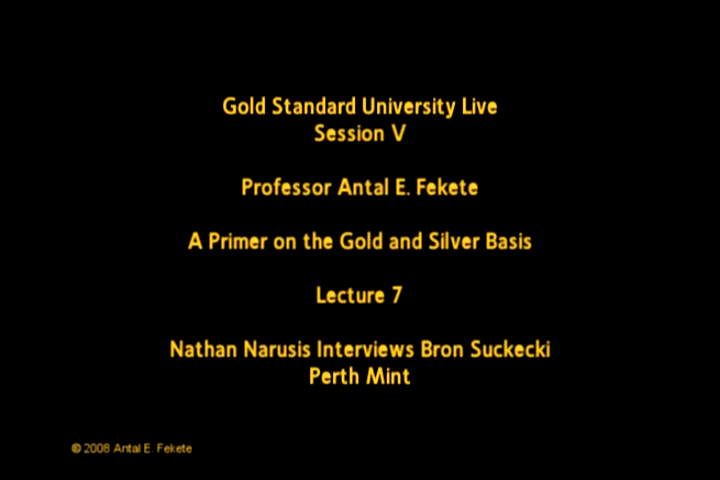 Gold Standard University Live
Session V
Professor Antal E. Fekete
A Primer on the Gold and Silver Basis
Lecture 7
Nathan Narusis Interviews Bron Suckecki
Perth Mint
© 2008 Antal E. Fekete